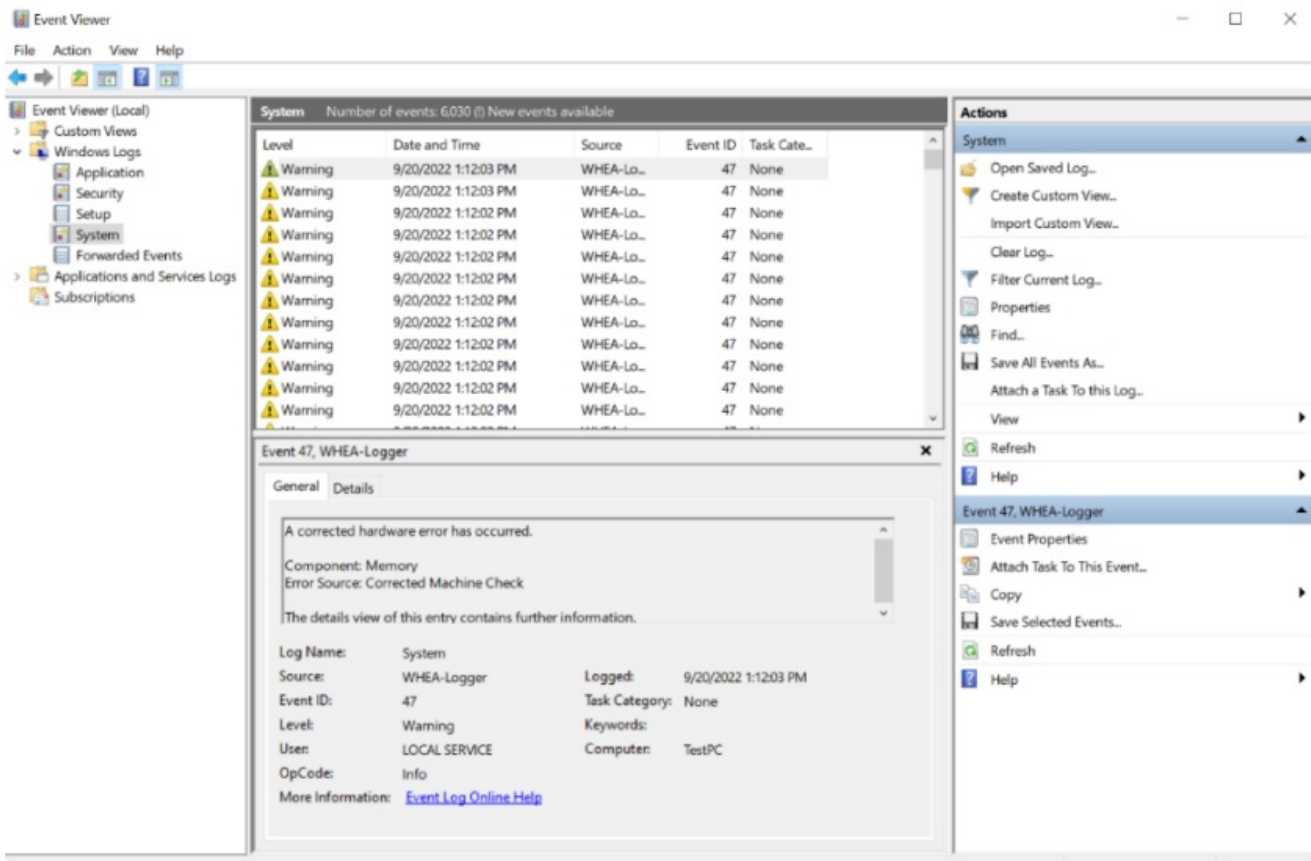 Event Viewer
File Action View Help
Event Viewer (Local)
Custom Views
Windows Logs
Application
Security
Setup
System
Forwarded Events
Applications and Services Logs
Subscriptions
System Number of events: 6,030 (!) New events available
Level Date and Time Source Event ID Task Cate...
Warning 9/20/2022 1:12:03 PM WHEA-Lo... 47 None
Warning 9/20/2022 1:12:03 PM WHEA-Lo... 47 None
Warning 9/20/2022 1:12:02 PM WHEA-Lo... 47 None
Warning 9/20/2022 1:12:02 PM WHEA-Lo... 47 None
Warning 9/20/2022 1:12:02 PM WHEA-Lo... 47 None
Warning 9/20/2022 1:12:02 PM WHEA-Lo... 47 None
Warning 9/20/2022 1:12:02 PM WHEA-Lo... 47 None
Warning 9/20/2022 1:12:02 PM WHEA-Lo... 47 None
Warning 9/20/2022 1:12:02 PM WHEA-Lo... 47 None
Warning 9/20/2022 1:12:02 PM WHEA-Lo... 47 None
Warning 9/20/2022 1:12:02 PM WHEA-Lo... 47 None
Warning 9/20/2022 1:12:02 PM WHEA-Lo... 47 None
Event 47, WHEA-Logger
General Details
A corrected hardware error has occurred.
Component: Memory
Error Source: Corrected Machine Check
The details view of this entry contains further information.
Log Name: System
Source: WHEA-Logger Logged: 9/20/2022 1:12:03 PM
Event ID: 47 Task Category: None
Level: Warning Keywords:
User: LOCAL SERVICE Computer: TestPC
OpCode: Info
More Information: Event Log Online Help
Actions
System
Open Saved Log...
Create Custom View...
Import Custom View...
Clear Log...
Filter Current Log...
Properties
Find...
Save All Events As...
Attach a Task To this Log...
View
Refresh
Help
Event 47, WHEA-Logger
Event Properties
Attach Task To This Event...
Copy
Save Selected Events...
Refresh
Help